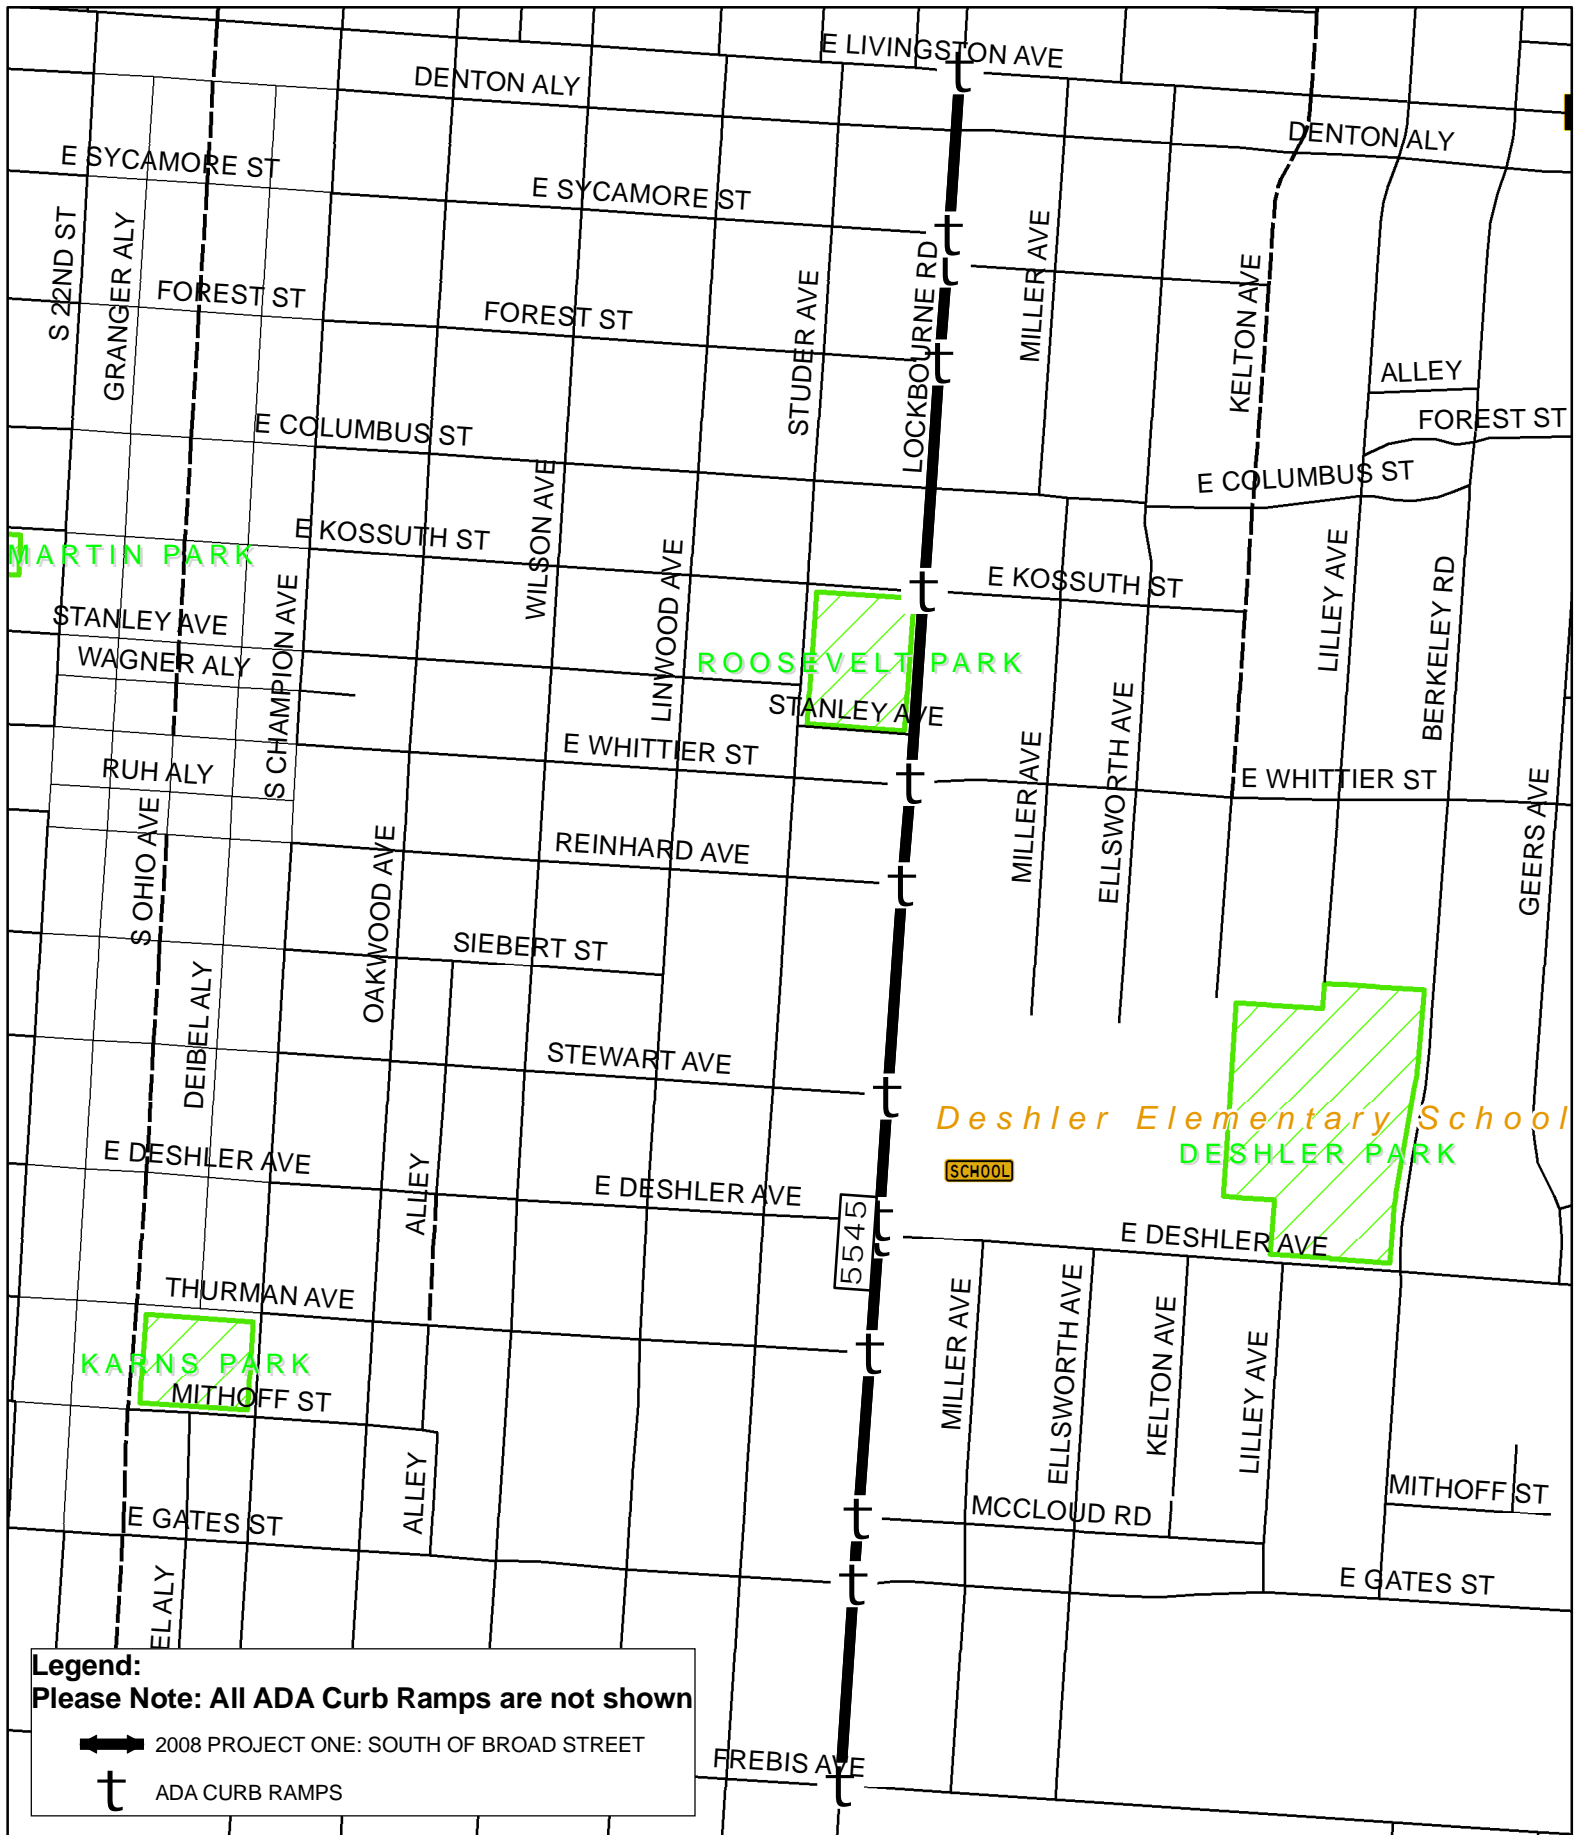 E LIVINGSTON AVE
DENTON ALY
DENTON ALY
E SYCAMORE ST
E SYCAMORE ST
S 22ND ST
GRANGER ALY
FOREST ST
FOREST ST
STUDER AVE
LOCKBOURNE RD
MILLER AVE
KELTON AVE
ALLEY
FOREST ST
E COLUMBUS ST
E COLUMBUS ST
E KOSSUTH ST
WILSON AVE
MARTIN PARK
E KOSSUTH ST
LINWOOD AVE
LILLEY AVE
BERKELEY RD
STANLEY AVE
WAGNER ALY
S CHAMPION AVE
ROOSEVELT PARK
STANLEY AVE
E WHITTIER ST
ELLSWORTH AVE
MILLER AVE
E WHITTIER ST
GEERS AVE
RUH ALY
S OHIO AVE
OAKWOOD AVE
REINHARD AVE
SIEBERT ST
DEIBEL ALY
STEWART AVE
Deshler Elementary School
DESHLER PARK
SCHOOL
E DESHLER AVE
ALLEY
E DESHLER AVE
5545
E DESHLER AVE
THURMAN AVE
MILLER AVE
ELLSWORTH AVE
KELTON AVE
LILLEY AVE
KARNS PARK
MITHOFF ST
ALLEY
MITHOFF ST
MCCLOUD RD
E GATES ST
E GATES ST
EL ALY
FREBIS AVE
Legend:
Please Note: All ADA Curb Ramps are not shown
2008 PROJECT ONE: SOUTH OF BROAD STREET
ADA CURB RAMPS